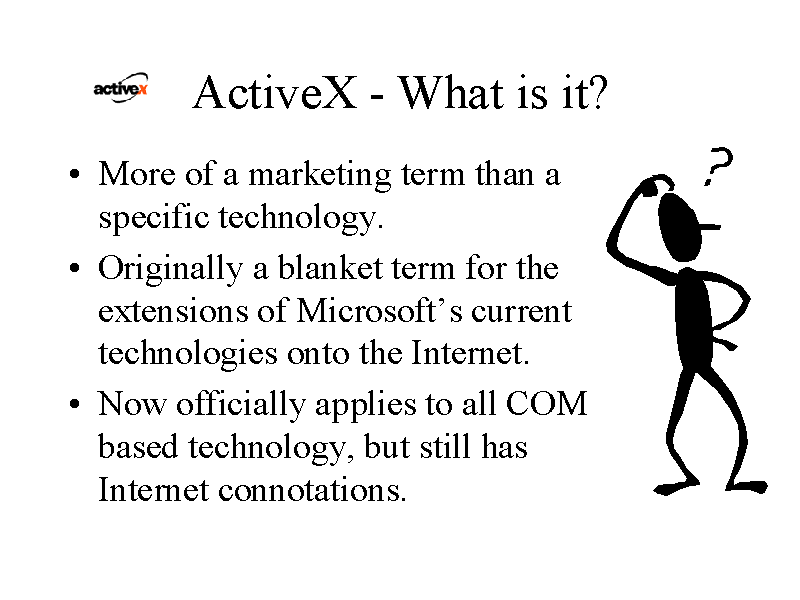 activex
ActiveX - What is it?
?
• More of a marketing term than a
specific technology.
• Originally a blanket term for the
extensions of Microsoft's current
technologies onto the Internet.
• Now officially applies to all COM
based technology, but still has
Internet connotations.